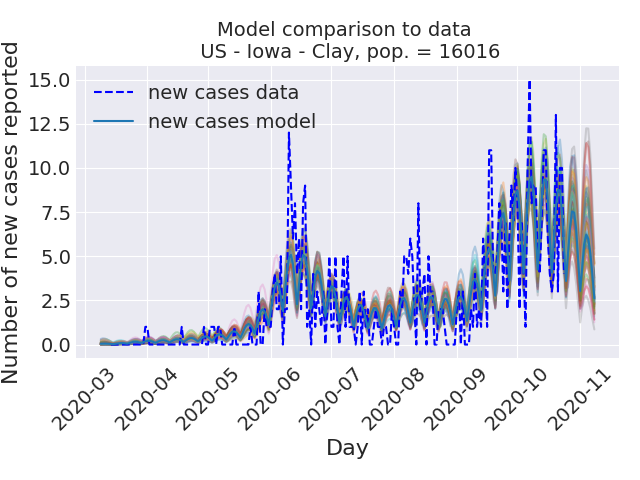 Model comparison to data
US - Iowa - Clay, pop. = 16016
Number of new cases reported
15.0
12.5
10.0
7.5
5.0
2.5
0.0
new cases data
new cases model
2020-03
2020-04
2020-05
2020-06
2020-07
2020-08
2020-09
2020-10
2020-11
Day